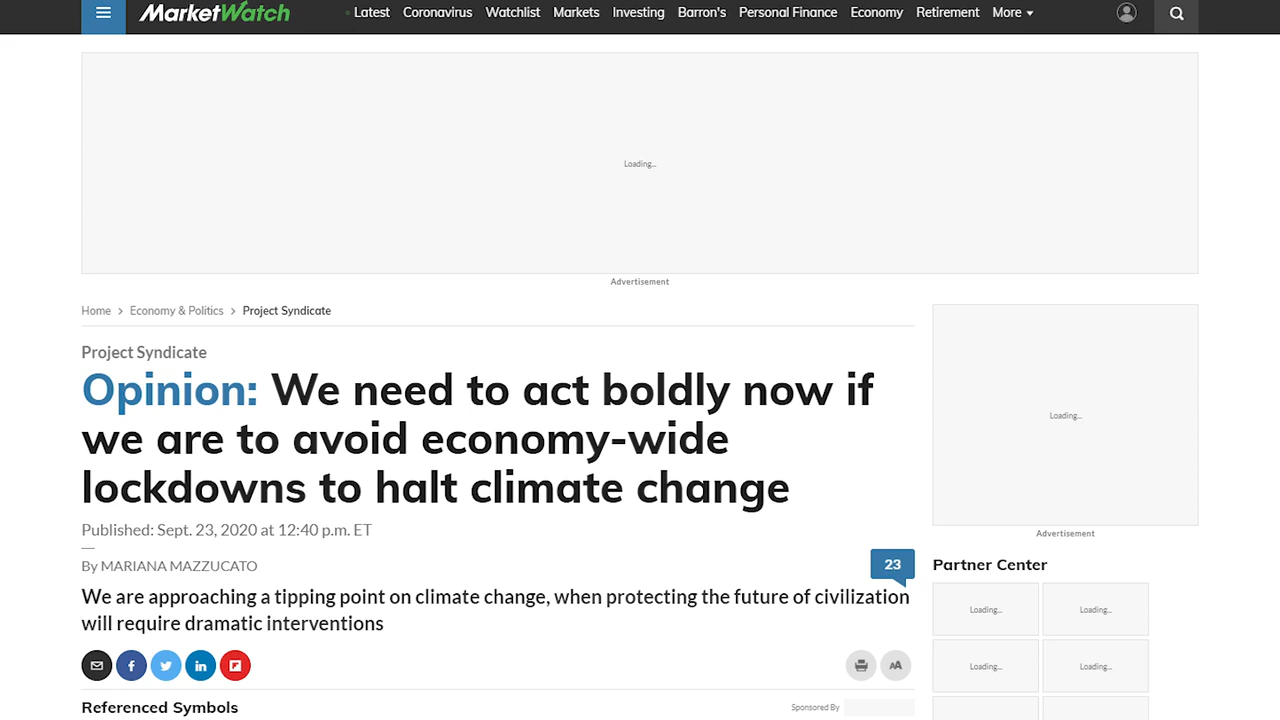 MarketWatch
Latest Coronavirus Watchlist Markets Investing Barron's Personal Finance Economy Retirement More
Loading...
Advertisement
Home > Economy & Politics > Project Syndicate
Project Syndicate
Opinion: We need to act boldly now if
we are to avoid economy-wide
lockdowns to halt climate change
Published: Sept. 23, 2020 at 12:40 p.m. ET
By MARIANA MAZZUCATO
23
We are approaching a tipping point on climate change, when protecting the future of civilization
will require dramatic interventions
f
in
AA
Referenced Symbols
Sponsored By
Loading...
Advertisement
Partner Center
Loading... Loading...
Loading... Loading...